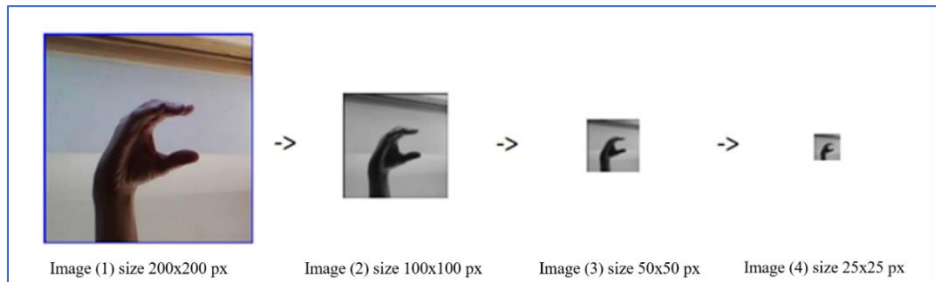 -> -> ->
Image (1) size 200x200 px Image (2) size 100x100 px Image (3) size 50x50 px Image (4) size 25x25 px